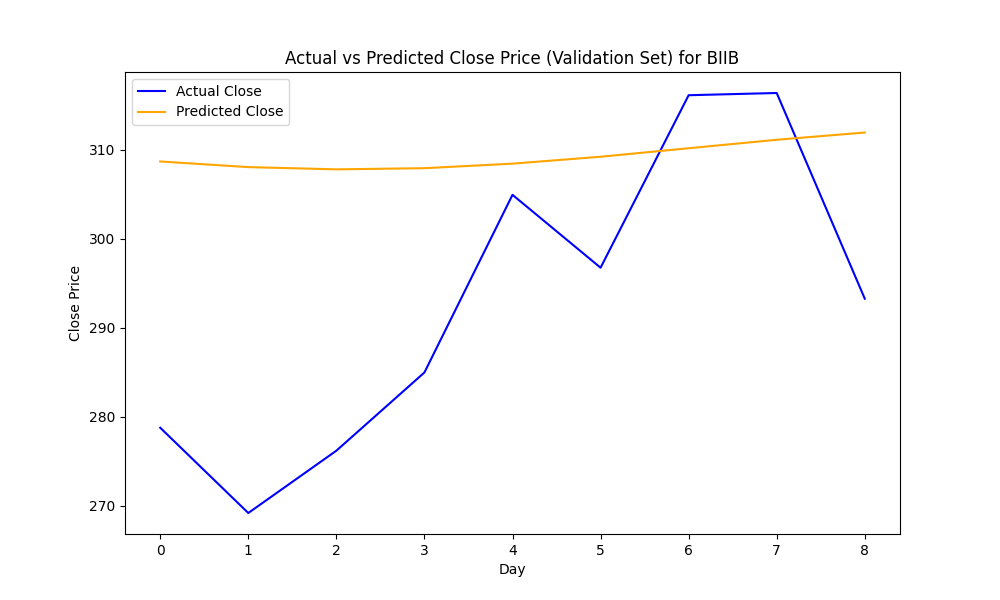 Actual vs Predicted Close Price (Validation Set) for BIIB
Actual Close
Predicted Close
310
300
290
280
270
Close Price
0 1 2 3 4 5 6 7 8
Day